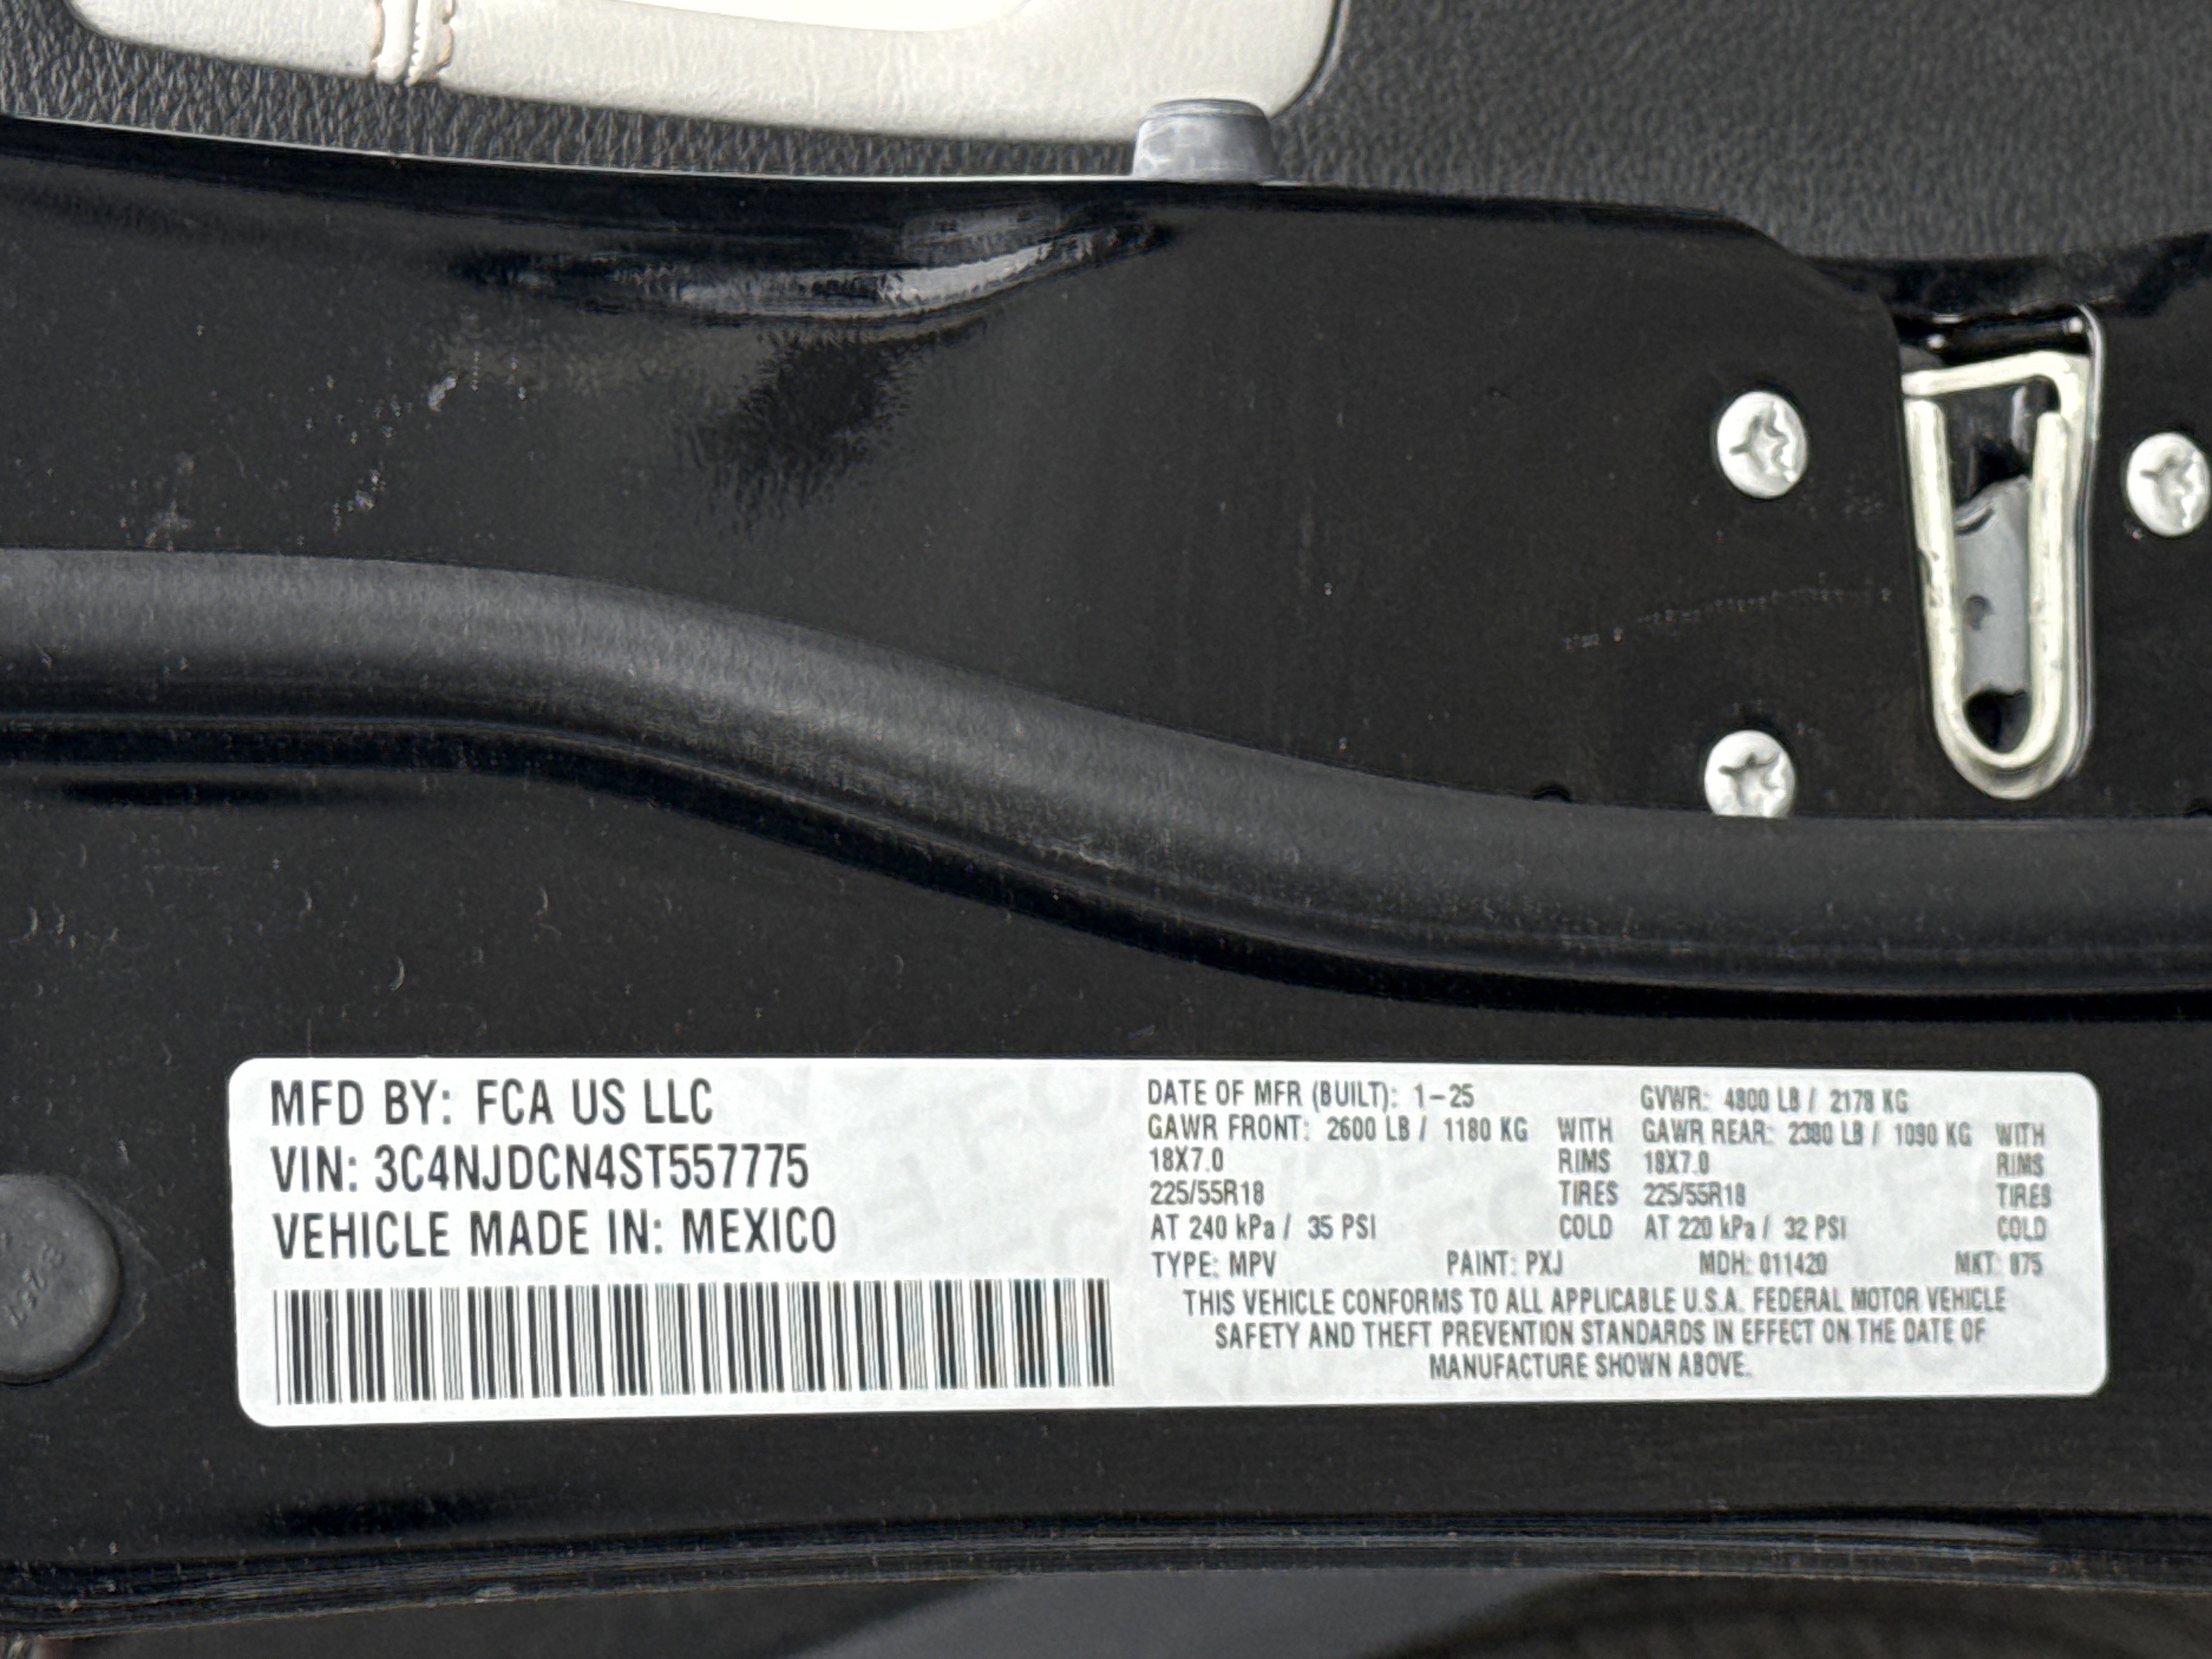 MFD BY: FCA US LLC
VIN: 3C4NJDCN4ST557775
VEHICLE MADE IN: MEXICO
DATE OF MFR (BUILT): 1-25 GVWR: 4800 LB / 2178 KG
GAWR FRONT: 2600 LB / 1180 KG WITH GAWR REAR: 2380 LB / 1090 KG WITH
18X7.0 RIMS 18X7.0 RIMS
225/55R18 TIRES 225/55R18 TIRES
AT 240 kPa / 35 PSI COLD AT 220 kPa / 32 PSI COLD
TYPE: MPV PAINT: PXJ MDH: 011420 MKT:
THIS VEHICLE CONFORMS TO ALL APPLICABLE U.S.A. FEDERAL MOTOR VEHICLE
SAFETY AND THEFT PREVENTION STANDARDS IN EFFECT ON THE DATE OF
MANUFACTURE SHOWN ABOVE.